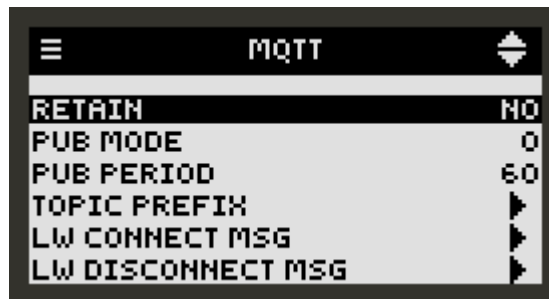 MQTT
RETAIN NO
PUB MODE 0
PUB PERIOD 60
TOPIC PREFIX
LW CONNECT MSG
LW DISCONNECT MSG